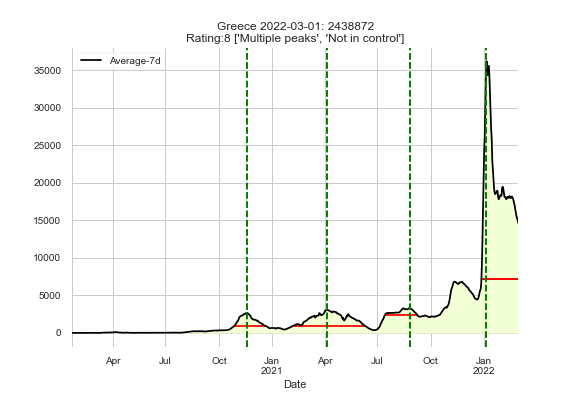 Greece 2022-03-01: 2438872
Rating:8 ['Multiple peaks', 'Not in control']
Average-7d
35000
30000
25000
20000
15000
10000
5000
0
Apr Jul Oct Jan Apr Jul Oct Jan
2021 2022
Date